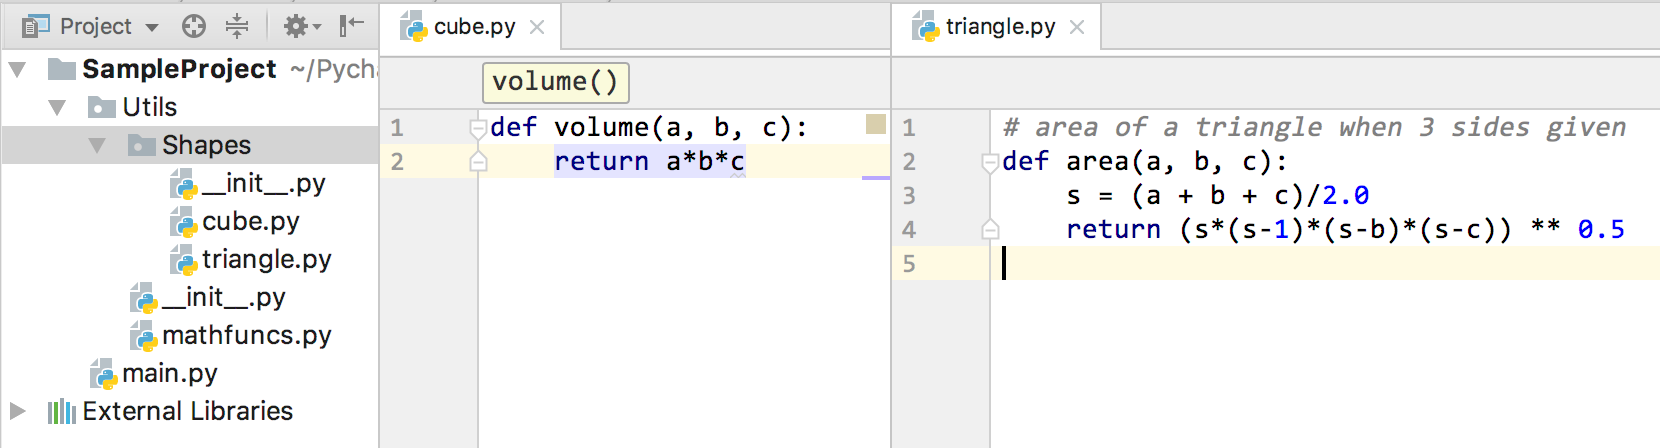 Project
SampleProject ~/Pycha
Utils
Shapes
__init__.py
cube.py
triangle.py
__init__.py
mathfuncs.py
main.py
External Libraries
cube.py
volume()
1 def volume(a, b, c):
2 return a*b*c
triangle.py
1 # area of a triangle when 3 sides given
2 def area(a, b, c):
3 s = (a + b + c)/2.0
4 return (s*(s-1)*(s-b)*(s-c)) ** 0.5
5